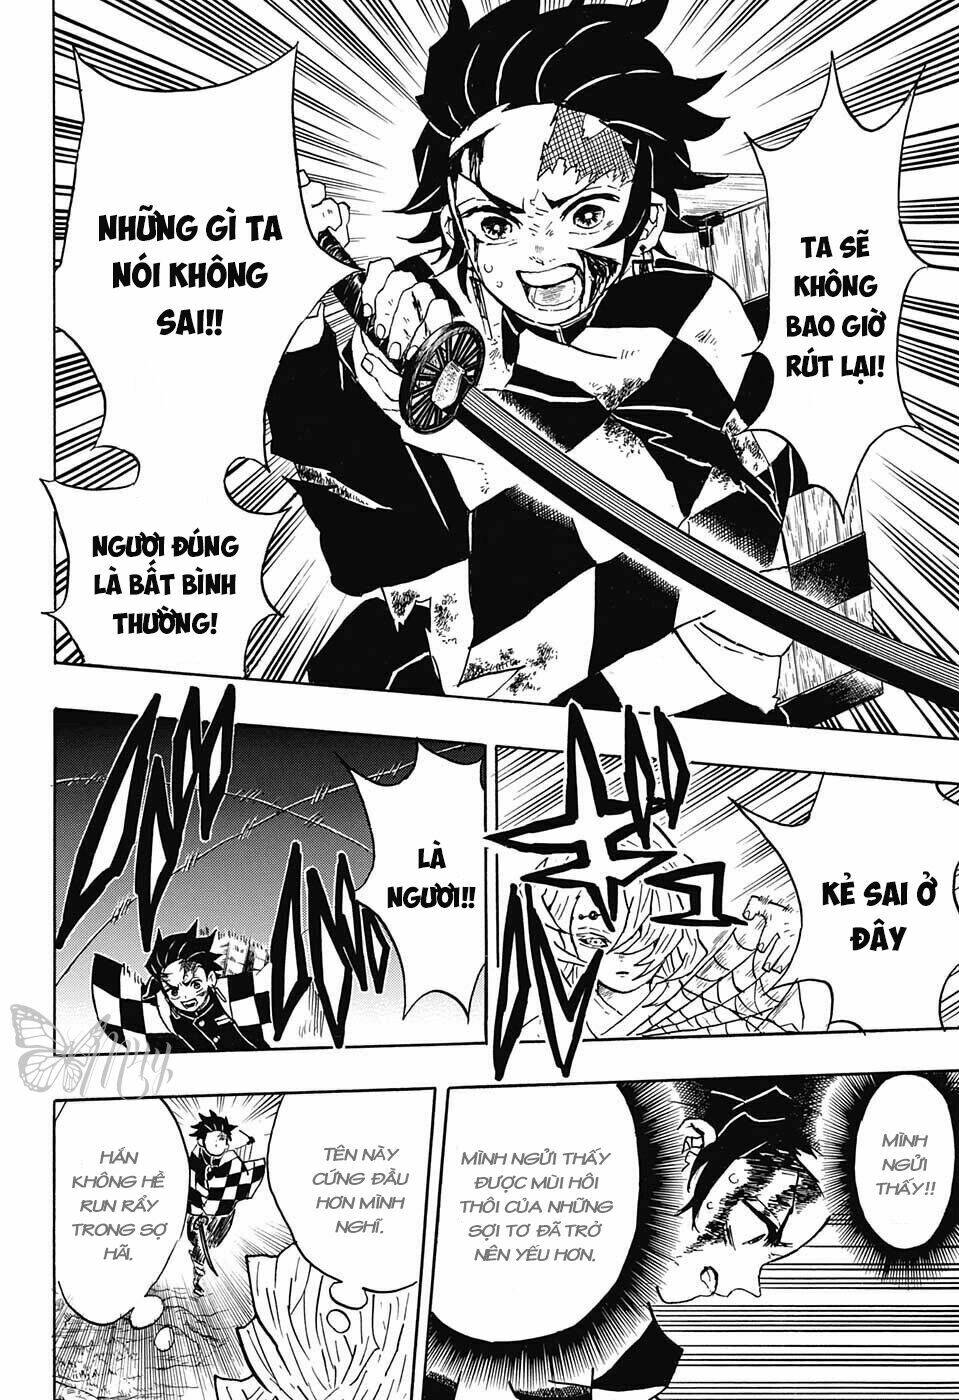 TA SẼ
KHÔNG
BAO GIỜ
RÚT LẠI!
NHỮNG GÌ TA
NÓI KHÔNG
SAI!!
NGƯƠI ĐÚNG
LÀ BẤT BÌNH
THƯỜNG!
KẺ SAI Ở
ĐÂY
LÀ
NGƯƠI!!
MÌNH
NGỬI
THẤY!!
MÌNH NGỬI THẤY
ĐƯỢC MÙI HÔI
THÔI CỦA NHỮNG
SỢI TƠ ĐÃ TRỞ
NÊN YẾU HƠN.
TÊN NÀY
CỨNG ĐẦU
HƠN MÌNH
NGHĨ.
HẮN
KHÔNG HỀ
RUN RẨY
TRONG SỢ
HÃI.